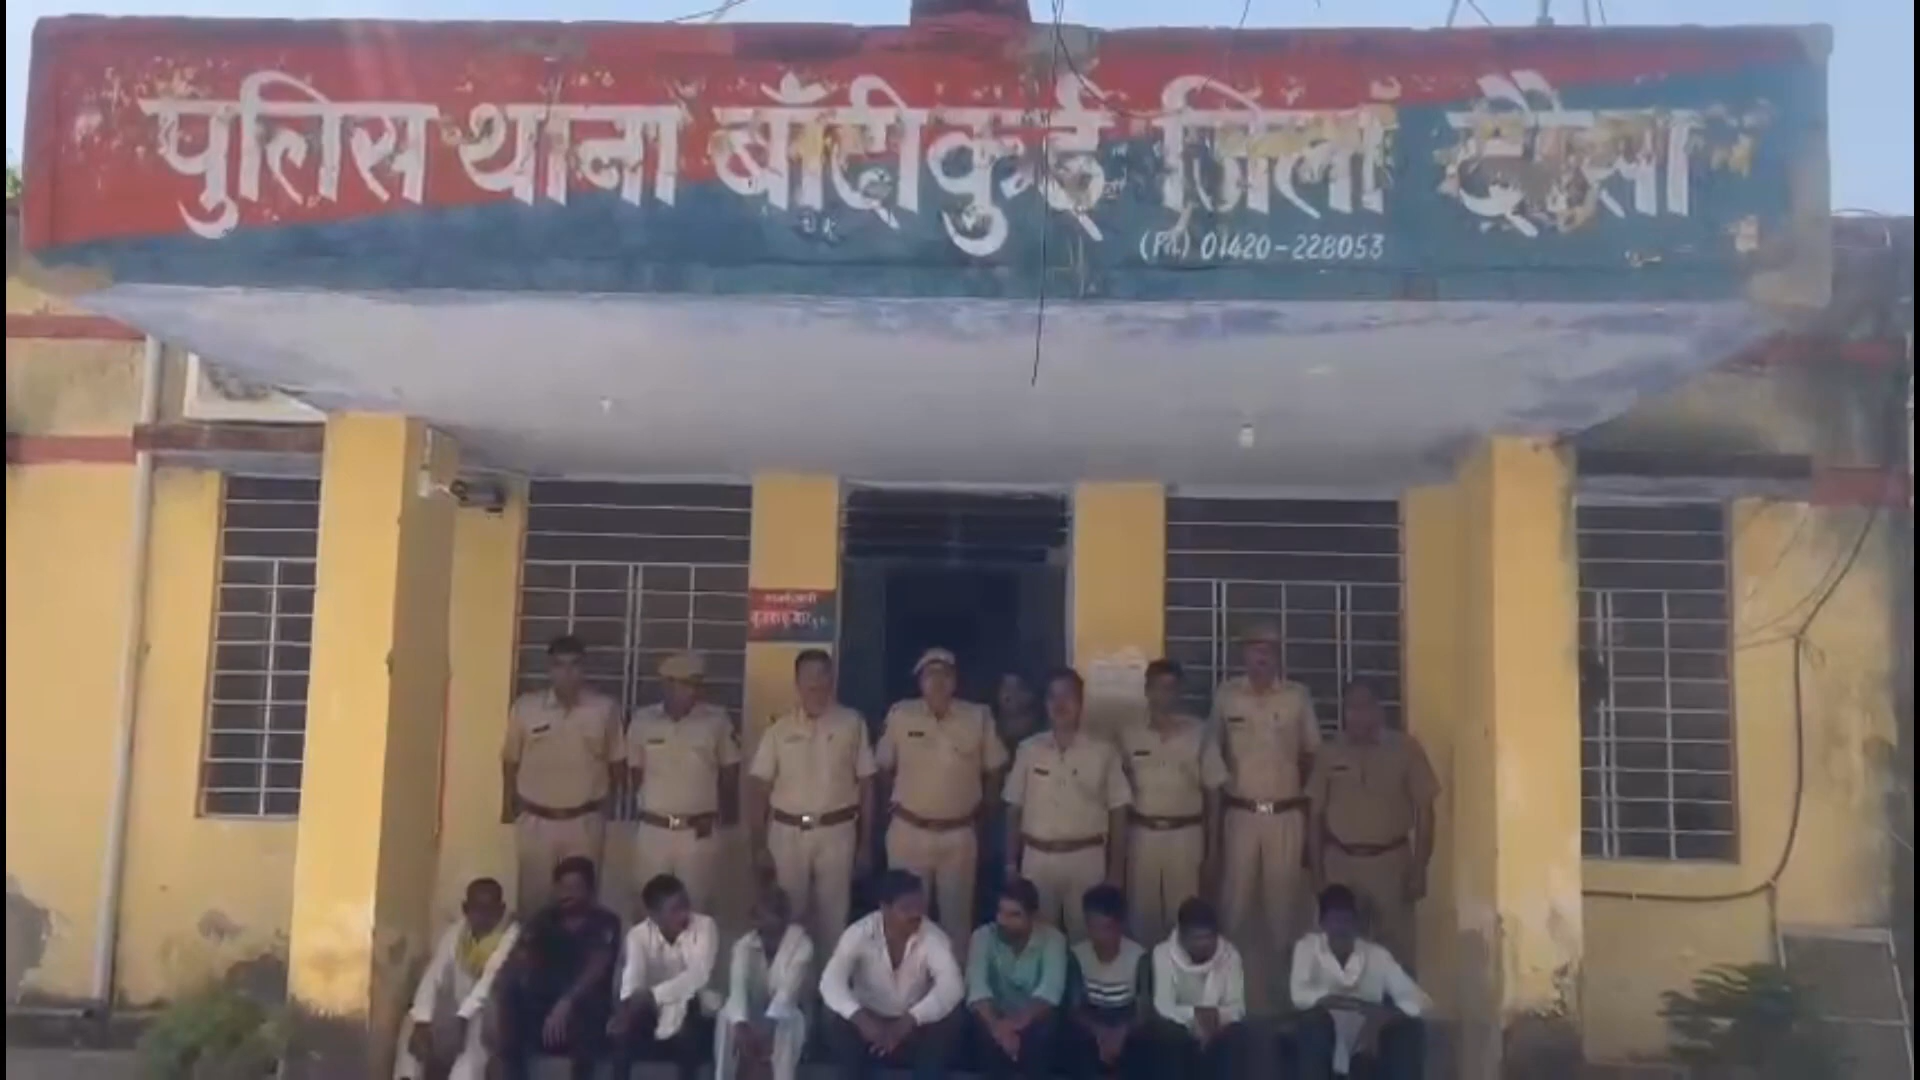 पुलिस थाना बाँदीकुई जिला दौसा
(Ph.) 01420-228053